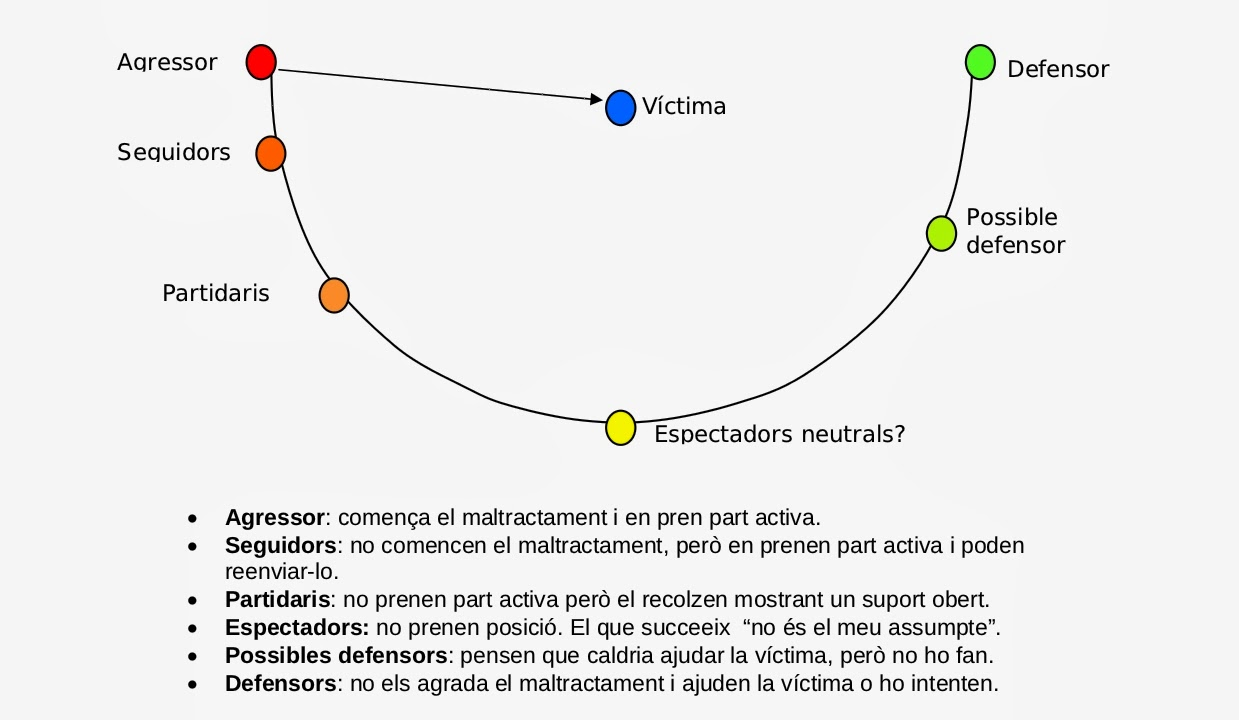 Agressor
Defensor
Víctima
Seguidors
Possible
defensor
Partidaris
Espectadors neutrals?
• Agressor: comença el maltractament i en pren part activa.
• Seguidors: no comencen el maltractament, però en prenen part activa i poden
reenviar-lo.
• Partidaris: no prenen part activa però el recolzen mostrant un suport obert.
• Espectadors: no prenen posició. El que succeeix “no és el meu assumpte”.
• Possibles defensors: pensen que caldria ajudar la víctima, però no ho fan.
• Defensors: no els agrada el maltractament i ajuden la víctima o ho intenten.